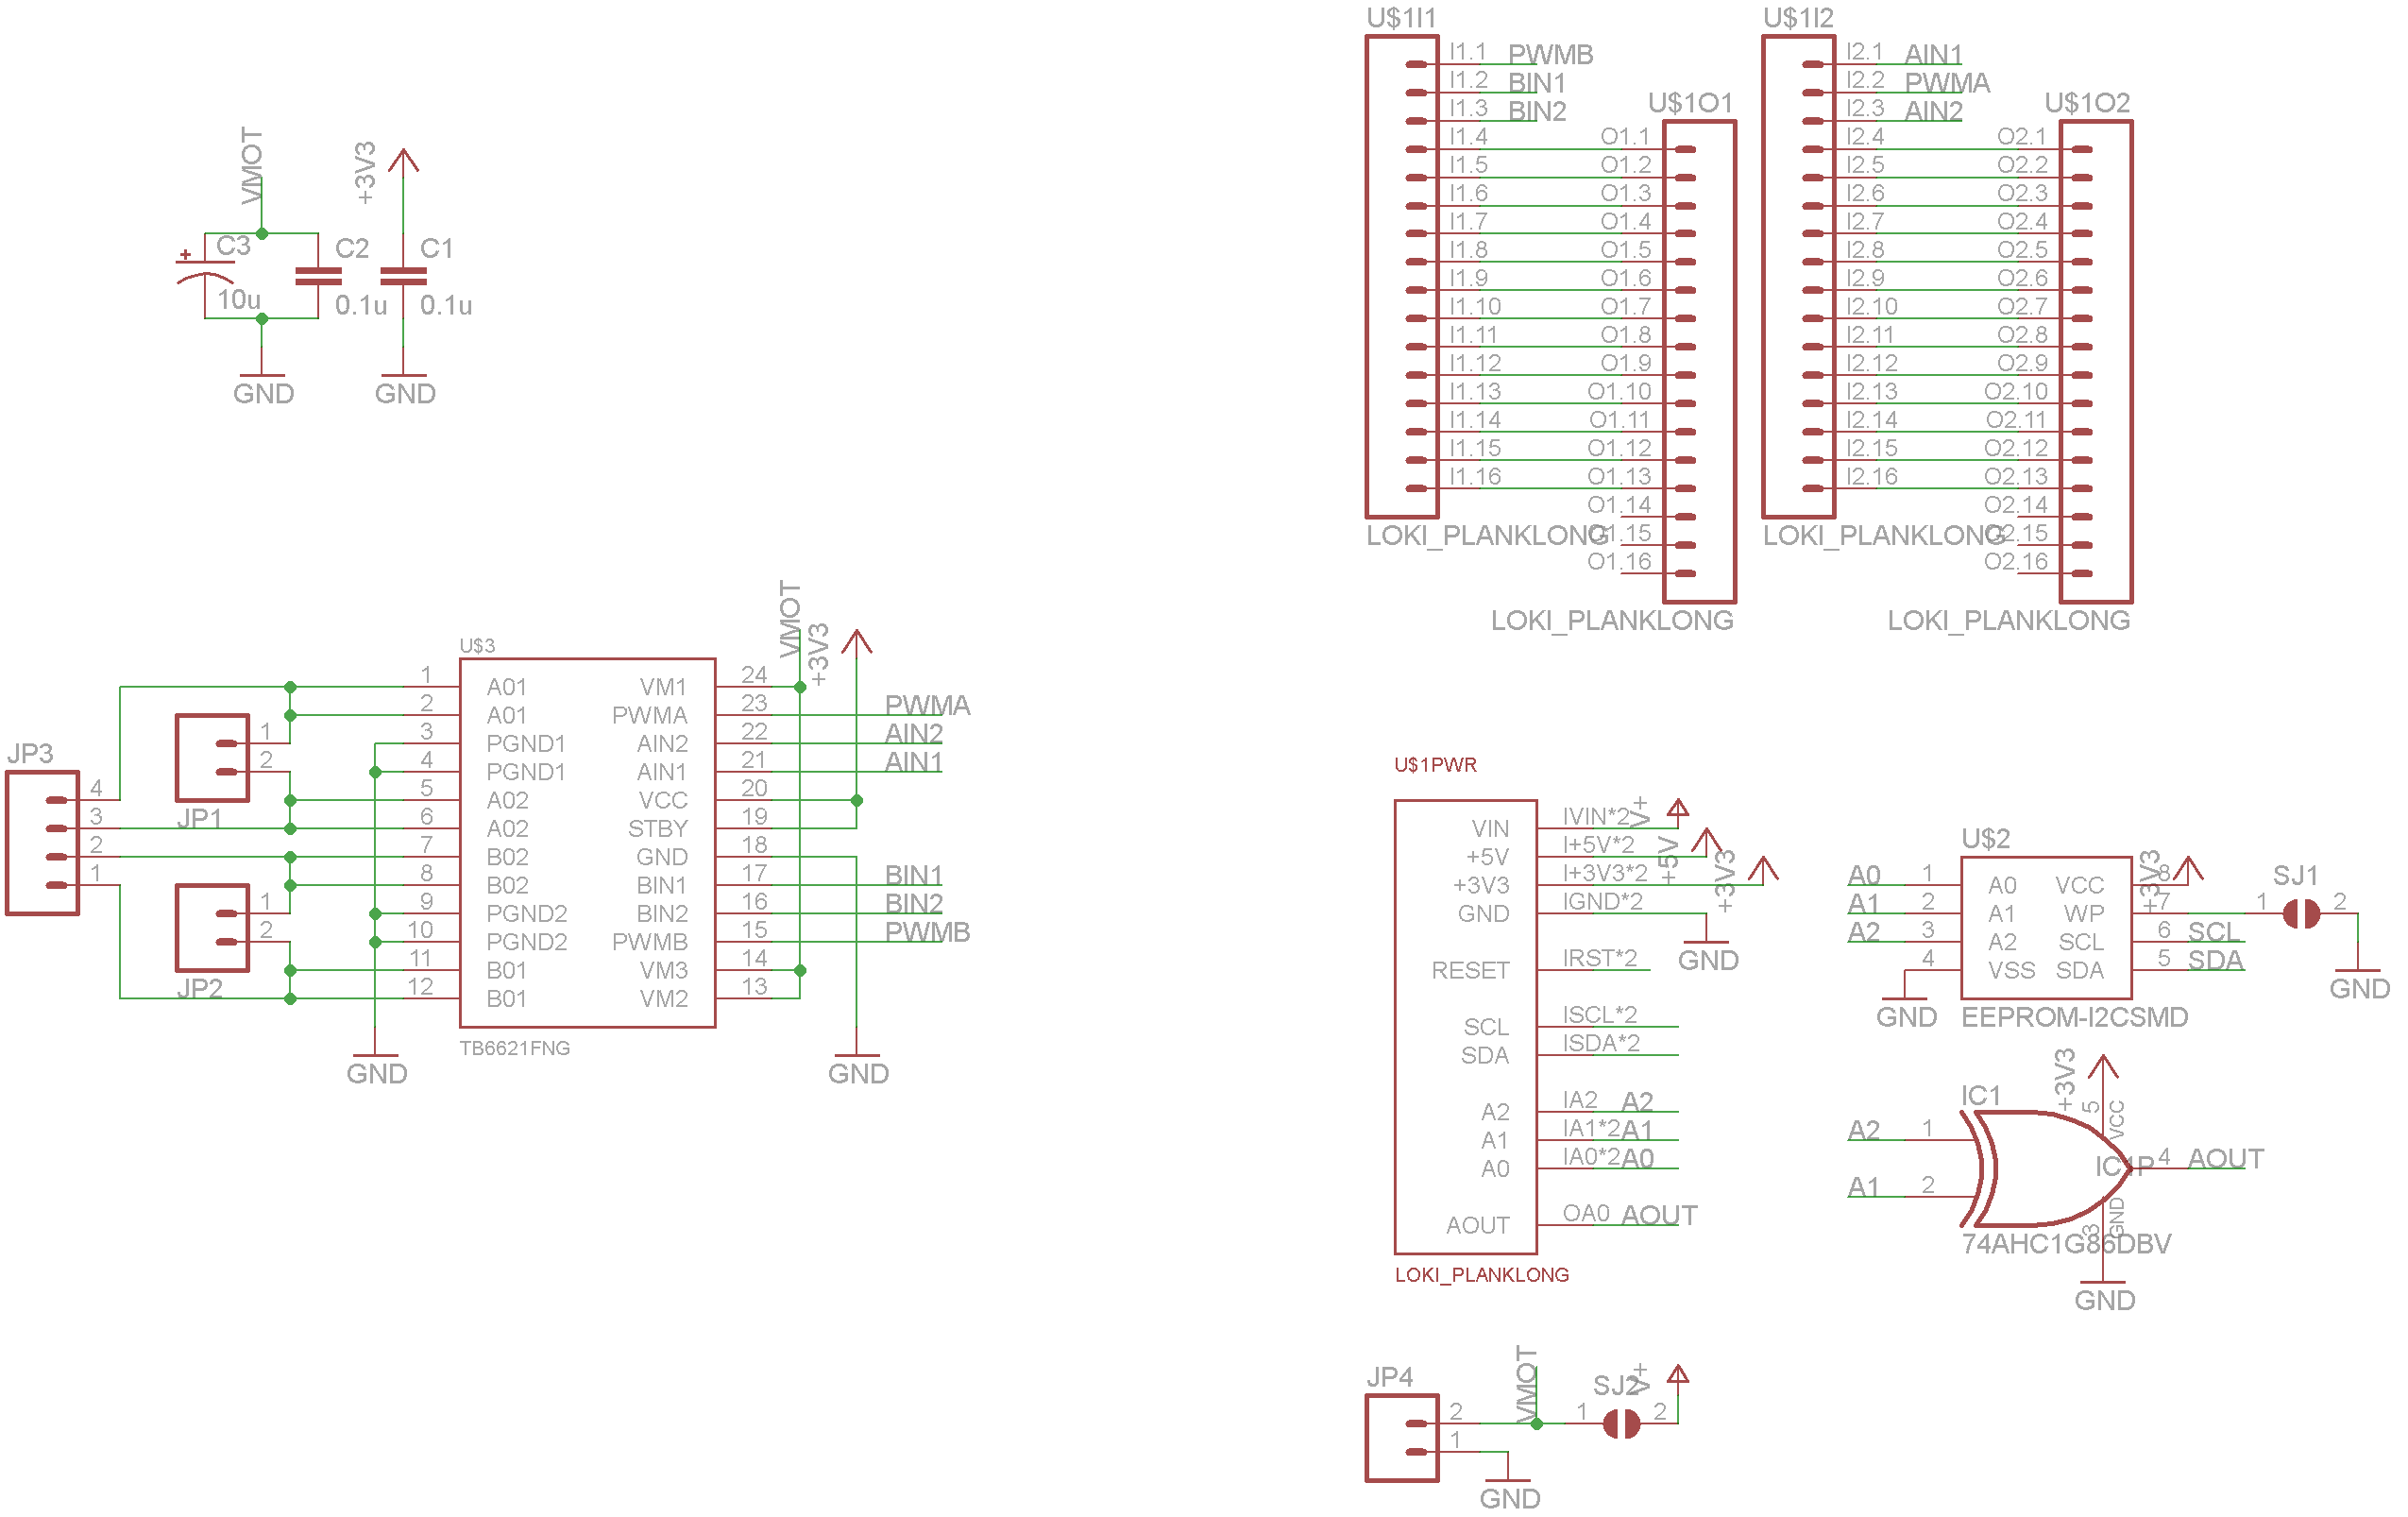 VMOT
+3V3
C3
10u
C2
0.1u
C1
0.1u
GND
GND
U$1I1
I1.1 PWMB
I1.2 BIN1
I1.3 BIN2
I1.4
I1.5
I1.6
I1.7
I1.8
I1.9
I1.10
I1.11
I1.12
I1.13
I1.14
I1.15
I1.16
LOKI_PLANKLONG
U$1O1
O1.1
O1.2
O1.3
O1.4
O1.5
O1.6
O1.7
O1.8
O1.9
O1.10
O1.11
O1.12
O1.13
O1.14
O1.15
O1.16
LOKI_PLANKLONG
U$1I2
I2.1 AIN1
I2.2 PWMA
I2.3 AIN2
I2.4
I2.5
I2.6
I2.7
I2.8
I2.9
I2.10
I2.11
I2.12
I2.13
I2.14
I2.15
I2.16
LOKI_PLANKLONG
U$1O2
O2.1
O2.2
O2.3
O2.4
O2.5
O2.6
O2.7
O2.8
O2.9
O2.10
O2.11
O2.12
O2.13
O2.14
O2.15
O2.16
LOKI_PLANKLONG
JP3
4
3
2
1
1
2
JP1
1
2
JP2
U$3
VMOT
+3V3
1 A01 VM1 24
2 A01 PWMA 23 PWMA
3 PGND1 AIN2 22 AIN2
4 PGND1 AIN1 21 AIN1
5 A02 VCC 20
6 A02 STBY 19
7 B02 GND 18
8 B02 BIN1 17 BIN1
9 PGND2 BIN2 16 BIN2
10 PGND2 PWMB 15 PWMB
11 B01 VM3 14
12 B01 VM2 13
TB6621FNG
GND
GND
U$1PWR
VIN IVIN*2 V+
+5V I+5V*2 +5V
+3V3 I+3V3*2 +3V3
GND IGND*2
GND
RESET IRST*2
SCL ISCL*2
SDA ISDA*2
A2 IA2 A2
A1 IA1*2 A1
A0 IA0*2 A0
AOUT OA0 AOUT
LOKI_PLANKLONG
U$2
+3V3
A0 1 A0 VCC 8
A1 2 A1 WP 7
A2 3 A2 SCL 6 SCL
4 VSS SDA 5 SDA
GND
EEPROM-I2CSMD
SJ1
1 2
GND
IC1
+3V3
5 VCC
A2 1
A1 2
IC1P
4 AOUT
3 GND
74AHC1G86DBV
GND
JP4
2
1
VMOT
SJ2
V+
1 2
GND